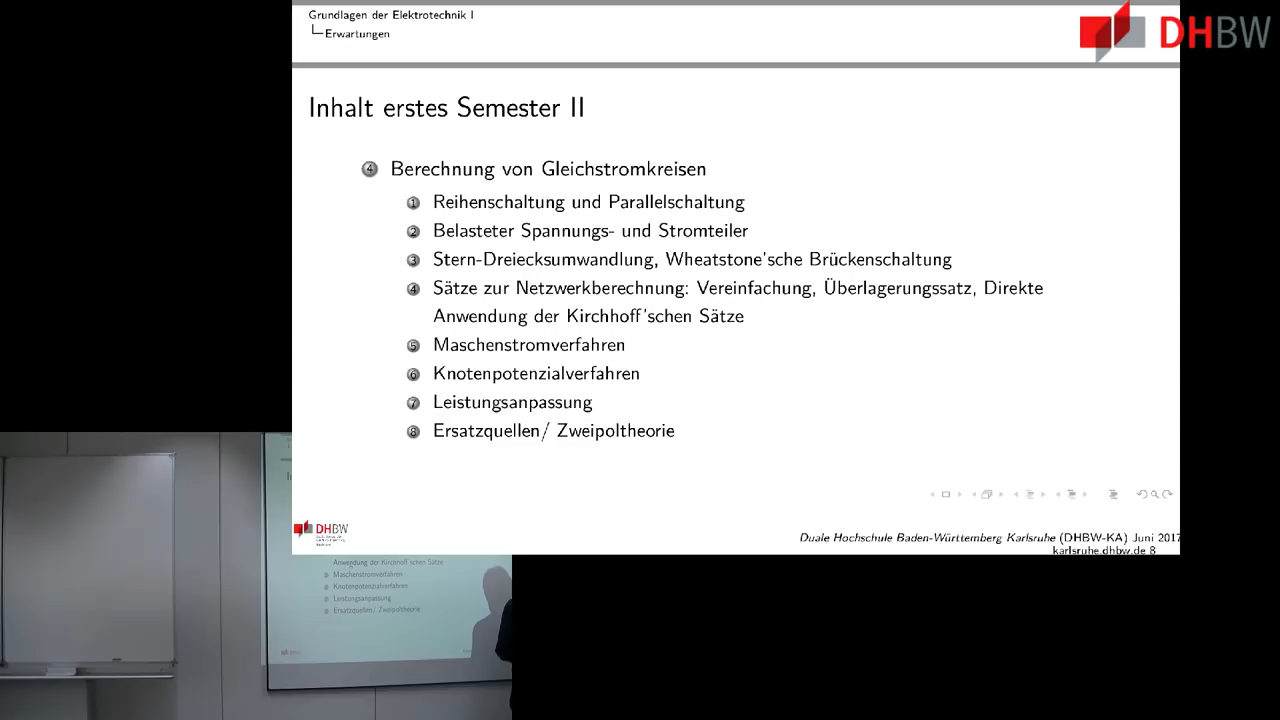 Grundlagen der Elektrotechnik I
Erwartungen
DHBW
Inhalt erstes Semester II
4 Berechnung von Gleichstromkreisen
1 Reihenschaltung und Parallelschaltung
2 Belasteter Spannungs- und Stromteiler
3 Stern-Dreiecksumwandlung, Wheatstone'sche Brückenschaltung
4 Sätze zur Netzwerkberechnung: Vereinfachung, Überlagerungssatz, Direkte
Anwendung der Kirchhoff'schen Sätze
5 Maschenstromverfahren
6 Knotenpotenzialverfahren
7 Leistungsanpassung
8 Ersatzquellen/ Zweipoltheorie
DHBW
Duale Hochschule Baden-Württemberg Karlsruhe (DHBW-KA) Juni 2017
karlsruhe.dhbw.de 8
Anwendung der Kirchhoff'schen Sätze
Maschenstromverfahren
Knotenpotenzialverfahren
Leistungsanpassung
Ersatzquellen/ Zweipoltheorie